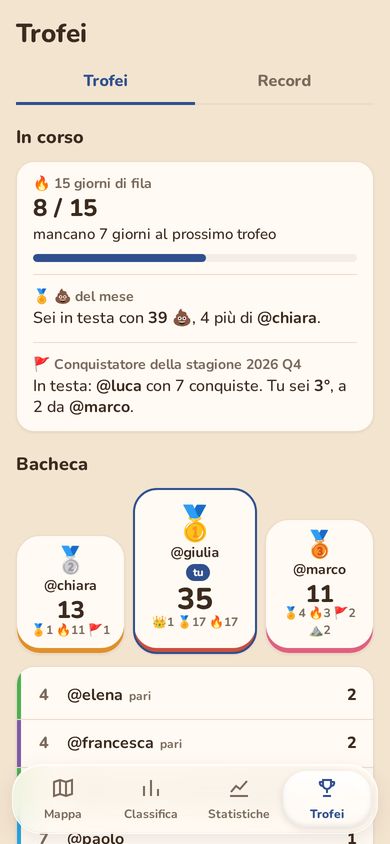 Trofei
Trofei
Record
In corso
🔥 15 giorni di fila
8 / 15
mancano 7 giorni al prossimo trofeo
🏅 💩 del mese
Sei in testa con 39 💩, 4 più di @chiara.
🚩 Conquistatore della stagione 2026 Q4
In testa: @luca con 7 conquiste. Tu sei 3°, a
2 da @marco.
Bacheca
🥈
@chiara
13
🏅1 🔥11 🚩1
🥇
@giulia
tu
35
👑1 🏅17 🔥17
🥉
@marco
11
🏅4 🔥3 🚩2
⛰️2
4 @elena pari 2
4 @francesca pari 2
7 @paolo 1
Mappa
Classifica
Statistiche
Trofei